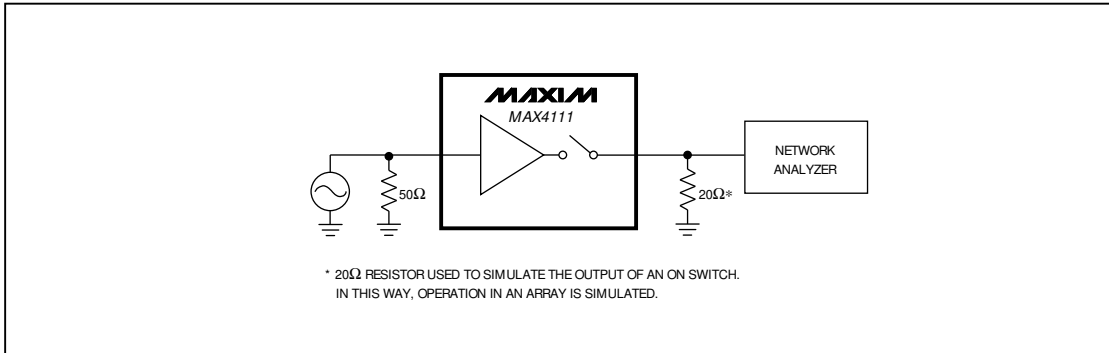 MAXIM
MAX4111
NETWORK
ANALYZER
50Ω
20Ω*
* 20Ω RESISTOR USED TO SIMULATE THE OUTPUT OF AN ON SWITCH.
IN THIS WAY, OPERATION IN AN ARRAY IS SIMULATED.